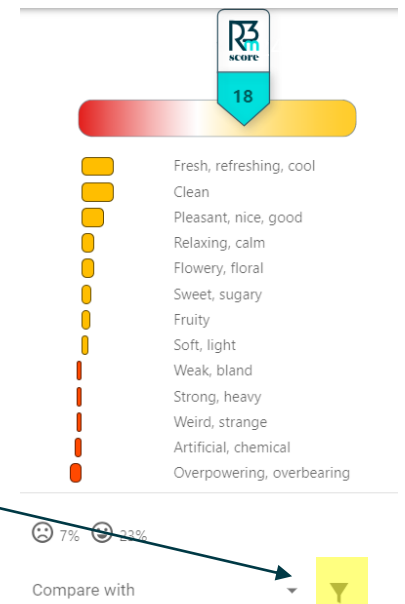 R3m
score
18
Fresh, refreshing, cool
Clean
Pleasant, nice, good
Relaxing, calm
Flowery, floral
Sweet, sugary
Fruity
Soft, light
Weak, bland
Strong, heavy
Weird, strange
Artificial, chemical
Overpowering, overbearing
7% 23%
Compare with